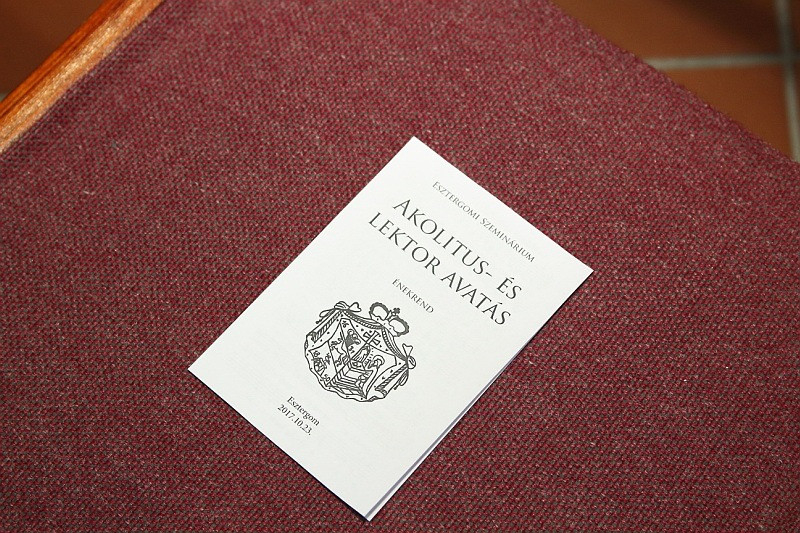 Esztergomi Szeminárium
Akolitus- és
lektor avatás
Énekrend
Esztergom
2017.10.23.